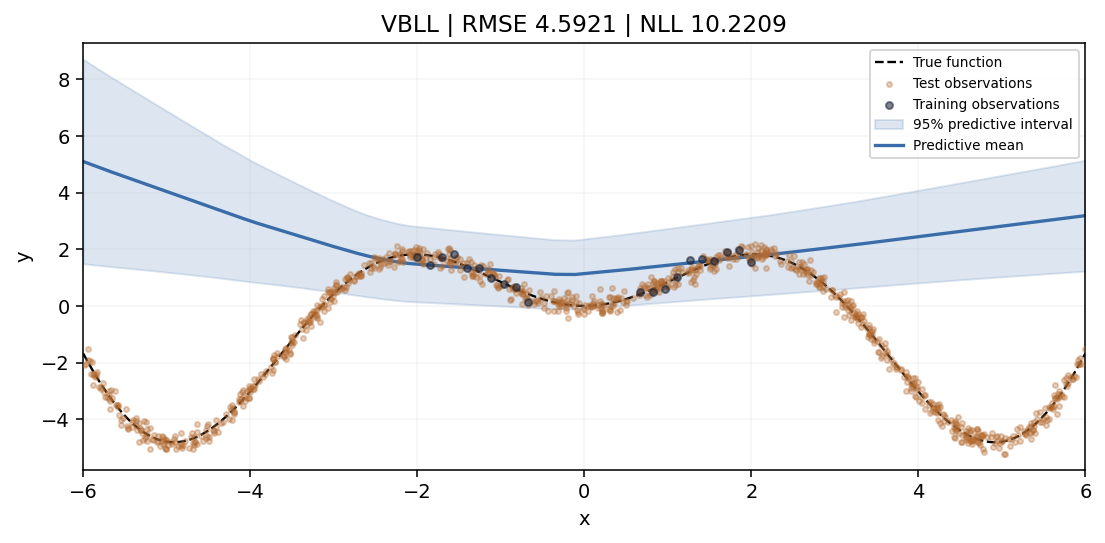 VBLL | RMSE 4.5921 | NLL 10.2209
True function
Test observations
Training observations
95% predictive interval
Predictive mean
8
6
4
2
0
−2
−4
y
−6
−4
−2
0
2
4
6
x